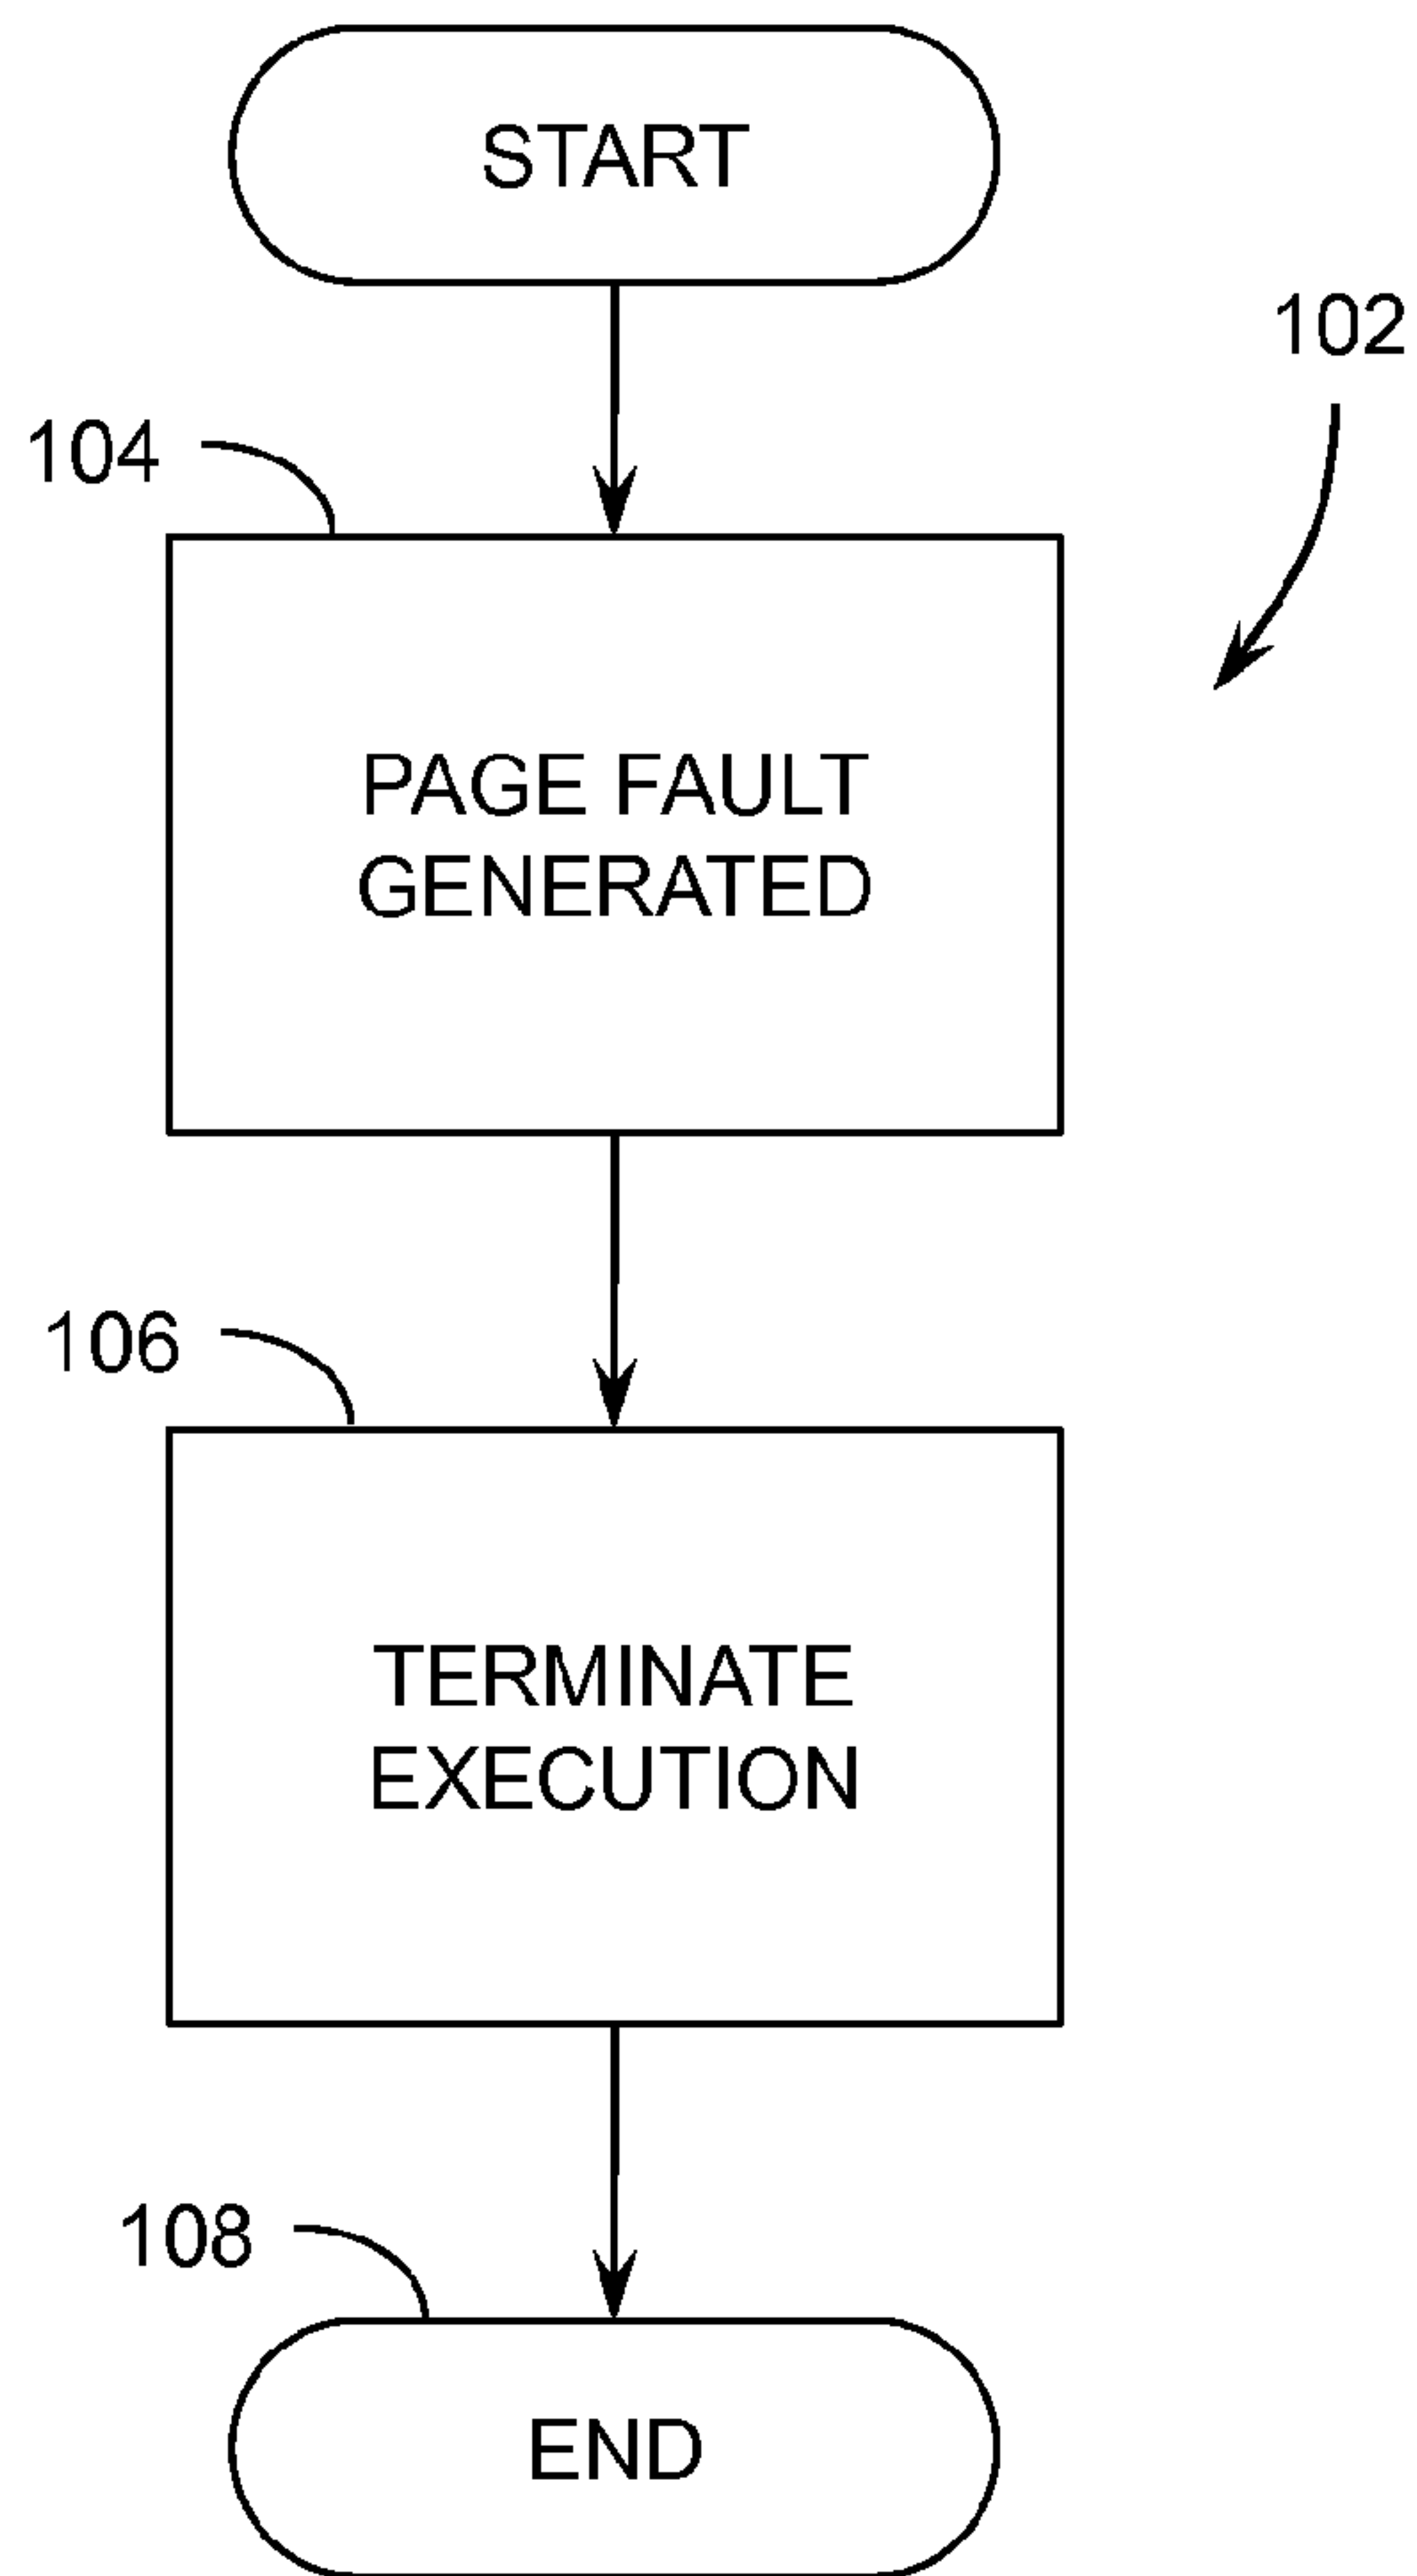 START
102
104
PAGE FAULT
GENERATED
106
TERMINATE
EXECUTION
108
END